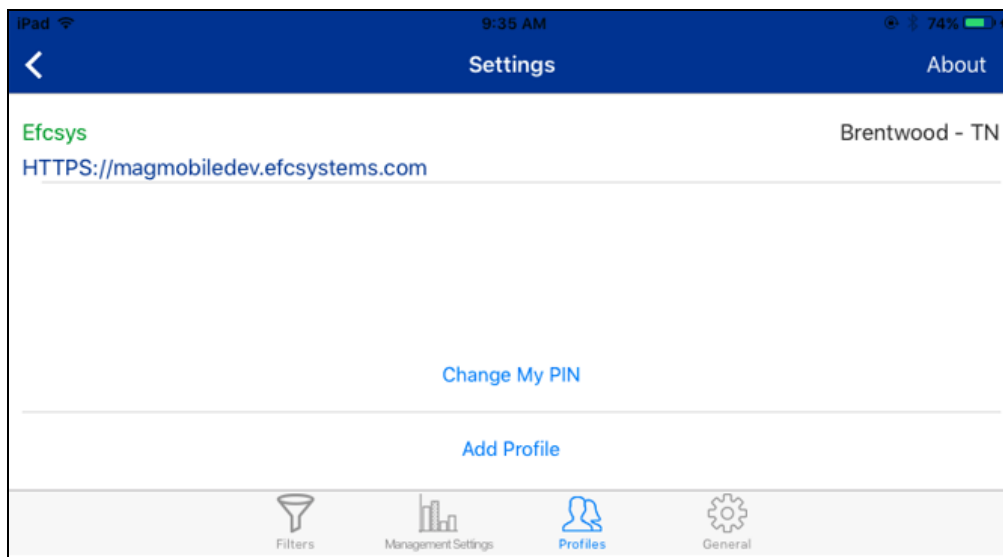 iPad 9:35 AM 74%
Settings About
Efcsys Brentwood - TN
HTTPS://magmobiledev.efcsystems.com
Change My PIN
Add Profile
Filters Management Settings Profiles General